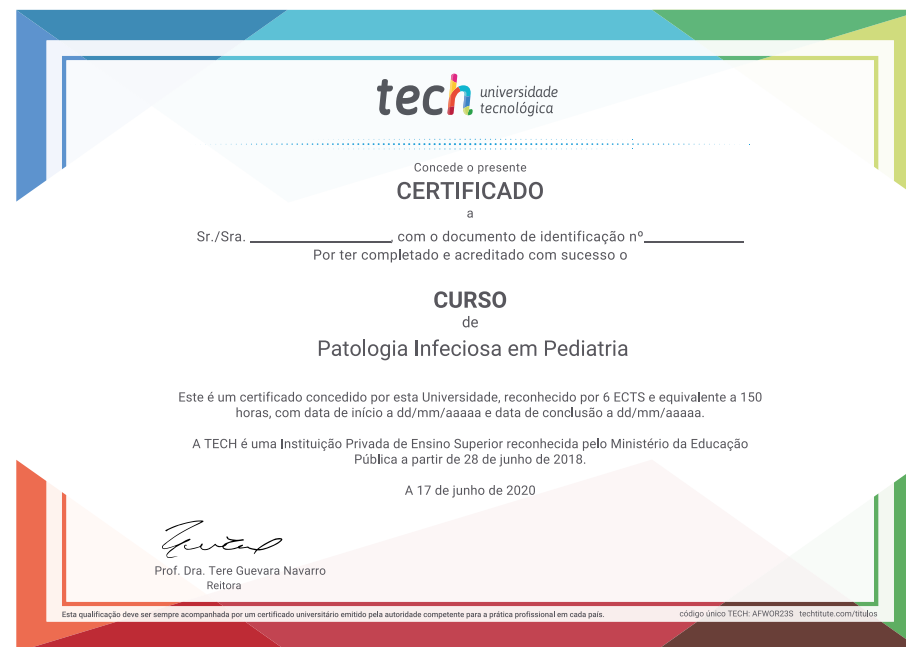 tech universidade
tecnológica
Concede o presente
CERTIFICADO
a
Sr./Sra. ______________, com o documento de identificação nº__________
Por ter completado e acreditado com sucesso o
CURSO
de
Patologia Infeciosa em Pediatria
Este é um certificado concedido por esta Universidade, reconhecido por 6 ECTS e equivalente a 150
horas, com data de início a dd/mm/aaaaa e data de conclusão a dd/mm/aaaaa.
A TECH é uma Instituição Privada de Ensino Superior reconhecida pelo Ministério da Educação
Pública a partir de 28 de junho de 2018.
A 17 de junho de 2020
Prof. Dra. Tere Guevara Navarro
Reitora
Esta qualificação deve ser sempre acompanhada por um certificado universitário emitido pela autoridade competente para a prática profissional em cada país.
código único TECH: AFWOR23S techtitute.com/títulos